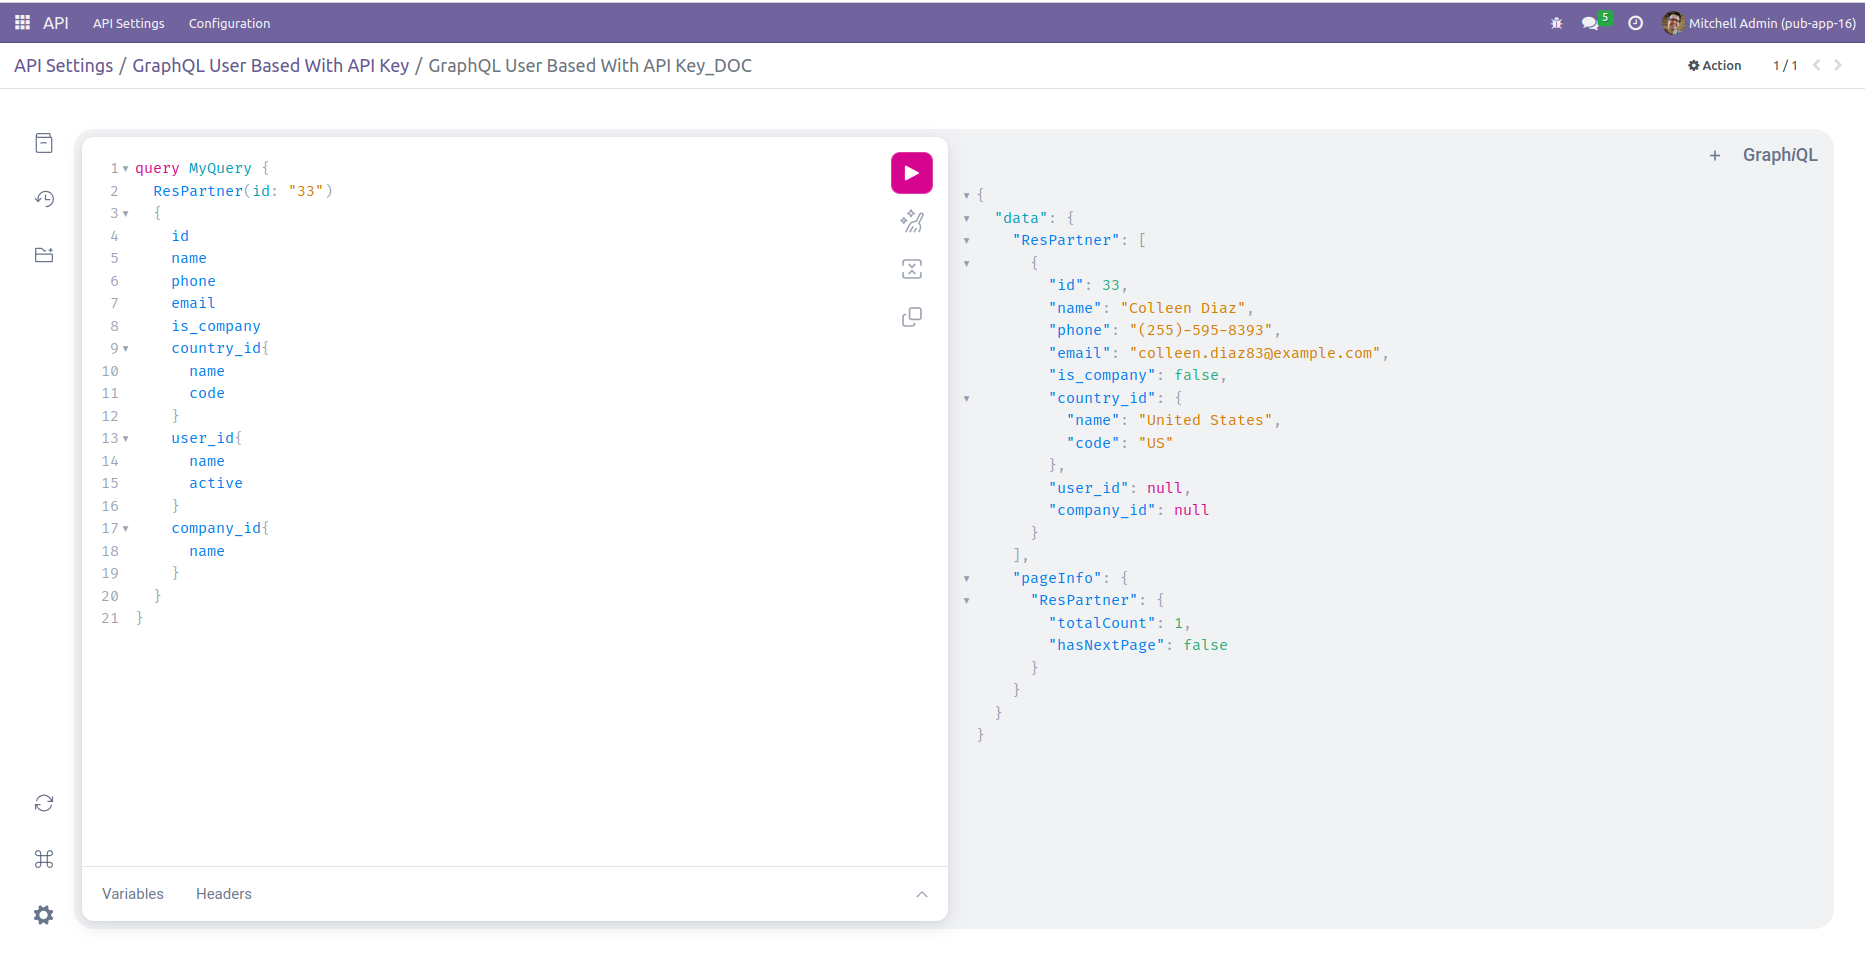 API API Settings Configuration 5 Mitchell Admin (pub-app-16)
API Settings / GraphQL User Based With API Key / GraphQL User Based With API Key_DOC Action 1 / 1
+ GraphiQL
1 query MyQuery {
2 ResPartner(id: "33")
3 {
4 id
5 name
6 phone
7 email
8 is_company
9 country_id{
10 name
11 code
12 }
13 user_id{
14 name
15 active
16 }
17 company_id{
18 name
19 }
20 }
21 }
{
"data": {
"ResPartner": [
{
"id": 33,
"name": "Colleen Diaz",
"phone": "(255)-595-8393",
"email": "colleen.diaz83@example.com",
"is_company": false,
"country_id": {
"name": "United States",
"code": "US"
},
"user_id": null,
"company_id": null
}
],
"pageInfo": {
"ResPartner": {
"totalCount": 1,
"hasNextPage": false
}
}
}
}
Variables Headers